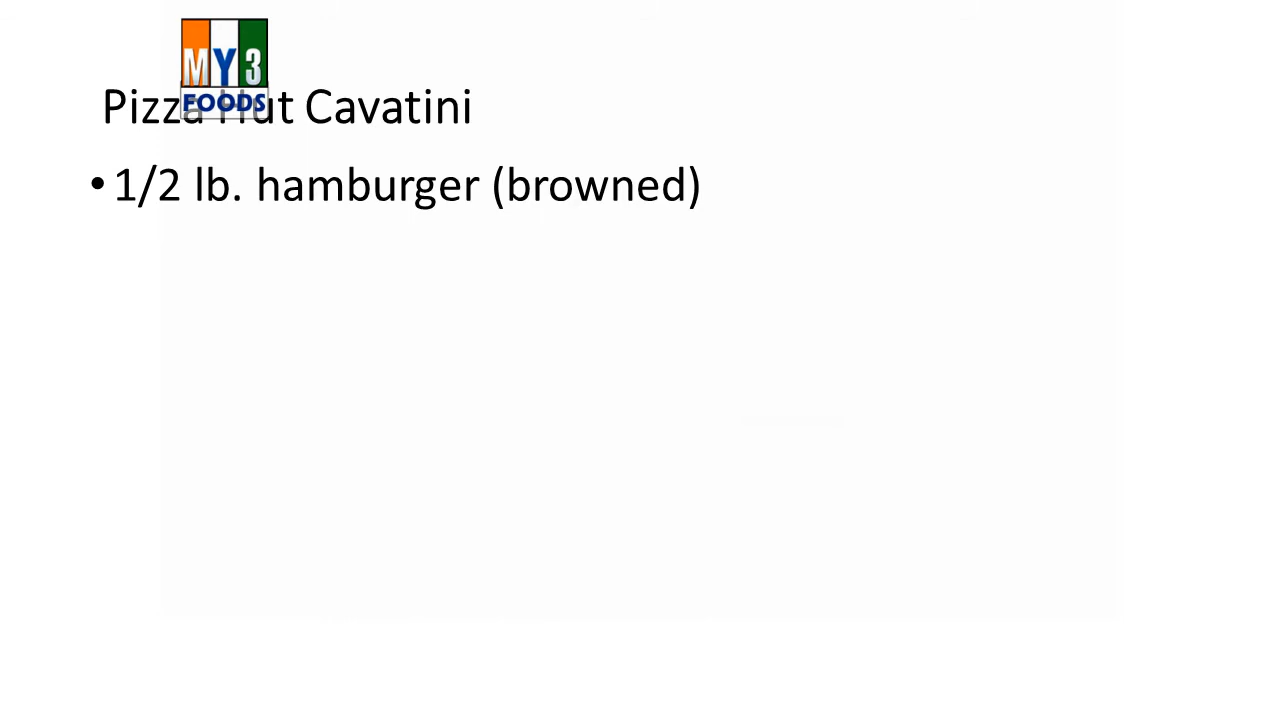 MY3
FOODS
Pizza Hut Cavatini
• 1/2 lb. hamburger (browned)